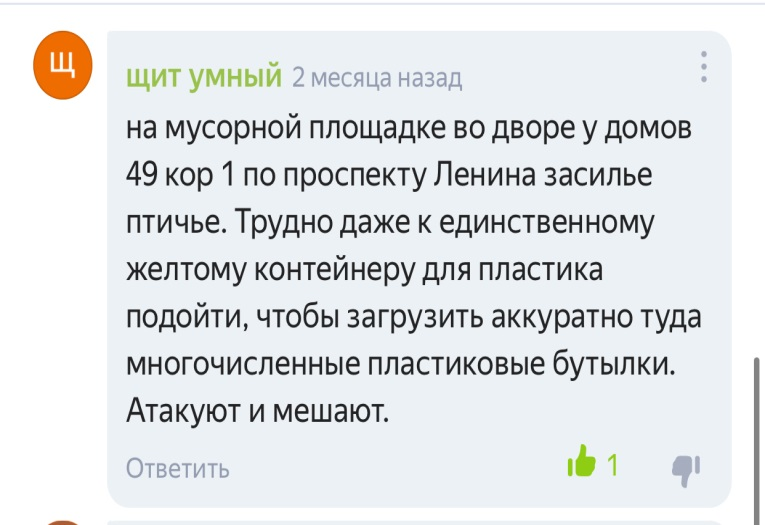 Щ
щит умный 2 месяца назад
на мусорной площадке во дворе у домов
49 кор 1 по проспекту Ленина засилье
птичье. Трудно даже к единственному
желтому контейнеру для пластика
подойти, чтобы загрузить аккуратно туда
многочисленные пластиковые бутылки.
Атакуют и мешают.
Ответить 1